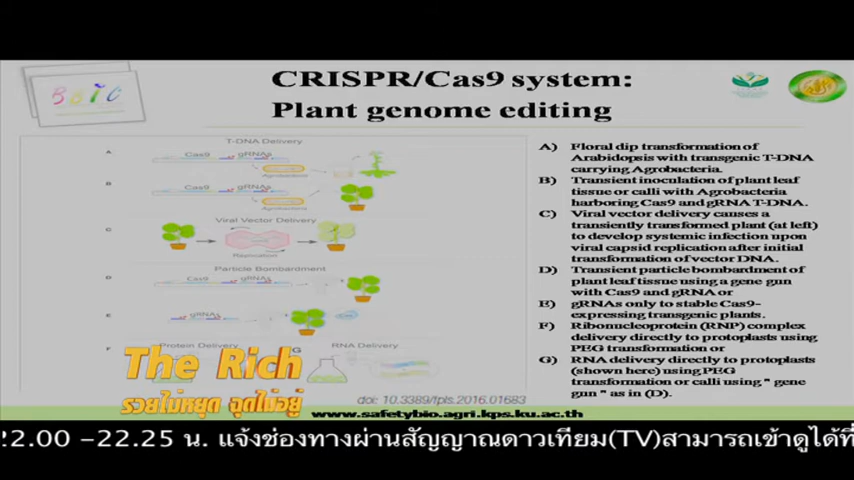 BBIC
CRISPR/Cas9 system:
Plant genome editing
T-DNA Delivery
A
Cas9 gRNAs
Agrobacteria
B
Cas9 gRNAs
Agrobacteria
Viral Vector Delivery
C
Replication
Particle Bombardment
D
Cas9 gRNAs
E
gRNAs
Cas9
F
Protein Delivery
G
RNA Delivery
doi: 10.3389/fpls.2016.01683
A) Floral dip transformation of
Arabidopsis with transgenic T-DNA
carrying Agrobacteria.
B) Transient inoculation of plant leaf
tissue or calli with Agrobacteria
harboring Cas9 and gRNA T-DNA.
C) Viral vector delivery causes a
transiently transformed plant (at left)
to develop systemic infection upon
viral capsid replication after initial
transformation of vector DNA.
D) Transient particle bombardment of
plant leaf tissue using a gene gun
with Cas9 and gRNA or
E) gRNAs only to stable Cas9-
expressing transgenic plants.
F) Ribonucleoprotein (RNP) complex
delivery directly to protoplasts using
PEG transformation or
G) RNA delivery directly to protoplasts
(shown here) using PEG
transformation or calli using " gene
gun " as in (D).
The Rich
รวยไม่หยุด ฉุดไม่อยู่
www.safetybio.agri.kps.ku.ac.th
2.00 -22.25 น. แจ้งช่องทางผ่านสัญญาณดาวเทียม(TV)สามารถเข้าดูได้ที่